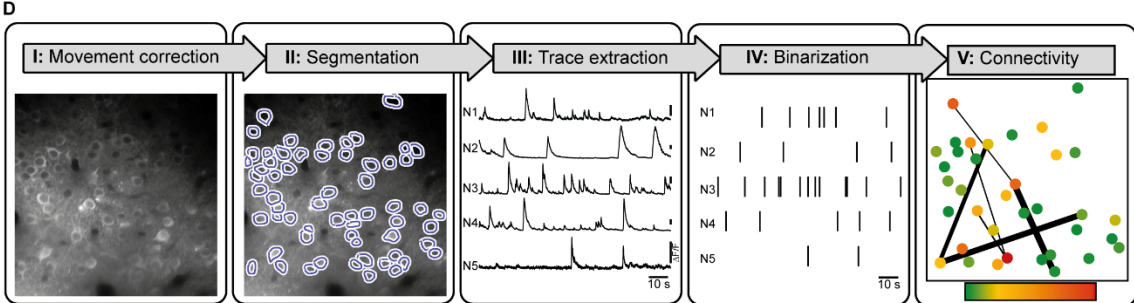 D
I: Movement correction
II: Segmentation
III: Trace extraction
IV: Binarization
V: Connectivity
N1
N2
N3
N4
N5
ΔF/F
10 s
N1
N2
N3
N4
N5
10 s